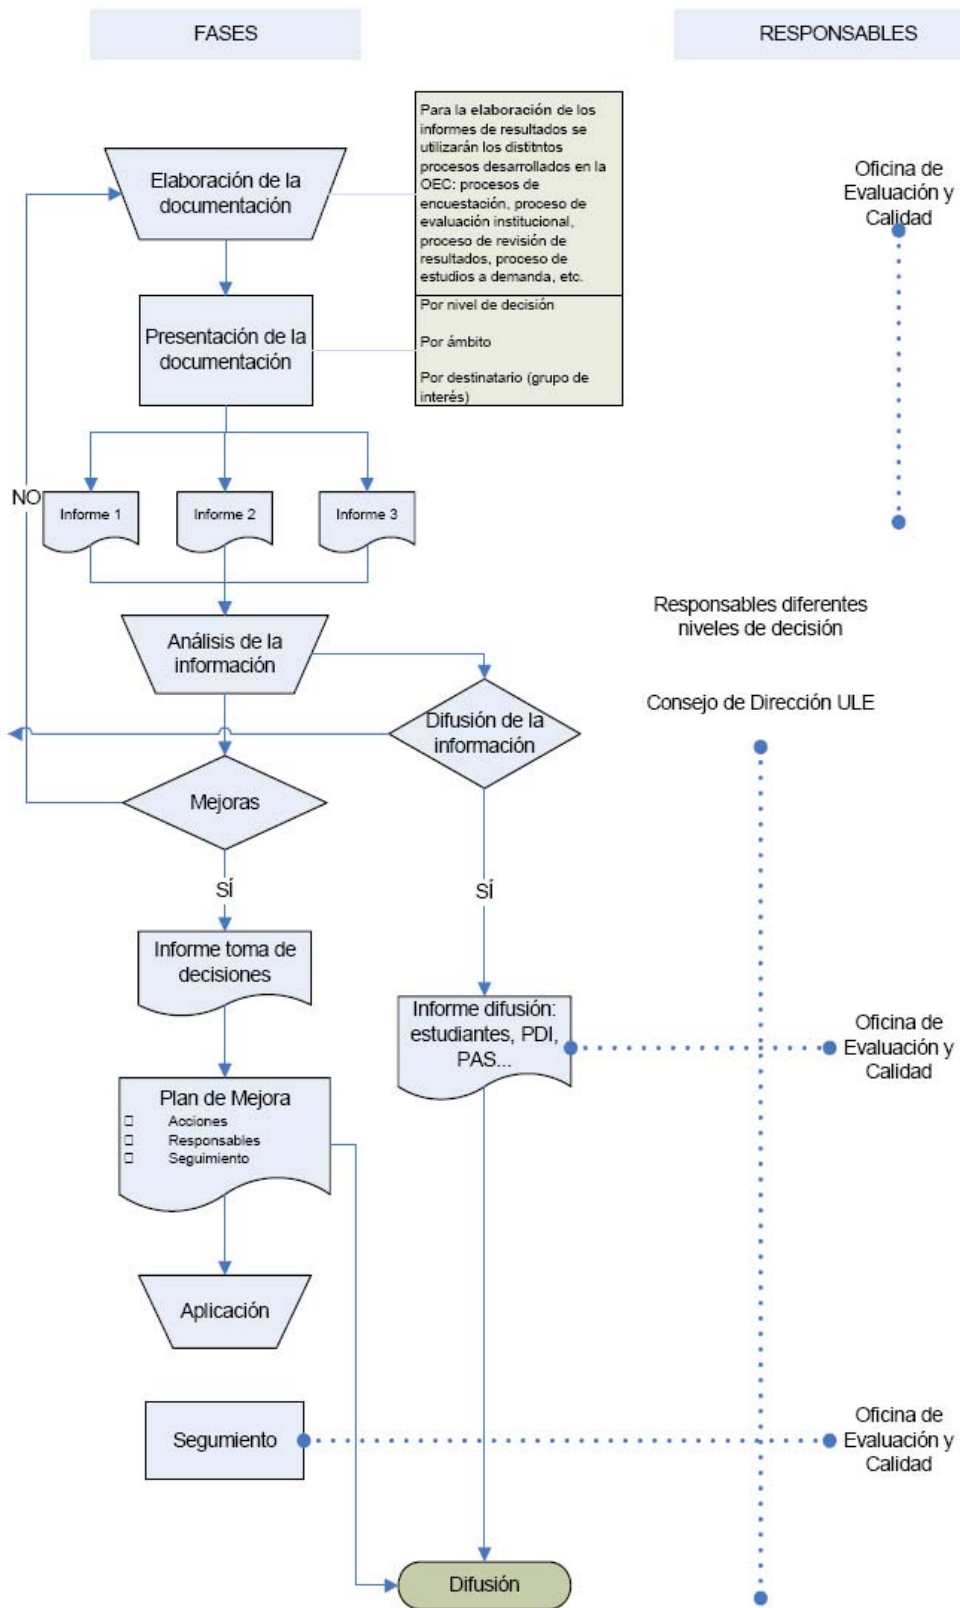 FASES
RESPONSABLES
Para la elaboración de los
informes de resultados se
utilizarán los distitntos
procesos desarrollados en la
OEC: procesos de
encuestación, proceso de
evaluación institucional,
proceso de revisión de
resultados, proceso de
estudios a demanda, etc.
Elaboración de la
documentación
Oficina de
Evaluación y
Calidad
Por nivel de decisión
Por ámbito
Por destinatario (grupo de
interés)
Presentación de la
documentación
NO
Informe 1
Informe 2
Informe 3
Responsables diferentes
niveles de decisión
Análisis de la
información
Consejo de Dirección ULE
Difusión de la
información
Mejoras
SÍ
SÍ
Informe toma de
decisiones
Informe difusión:
estudiantes, PDI,
PAS...
Oficina de
Evaluación y
Calidad
Plan de Mejora
Acciones
Responsables
Seguimiento
Aplicación
Segumiento
Oficina de
Evaluación y
Calidad
Difusión